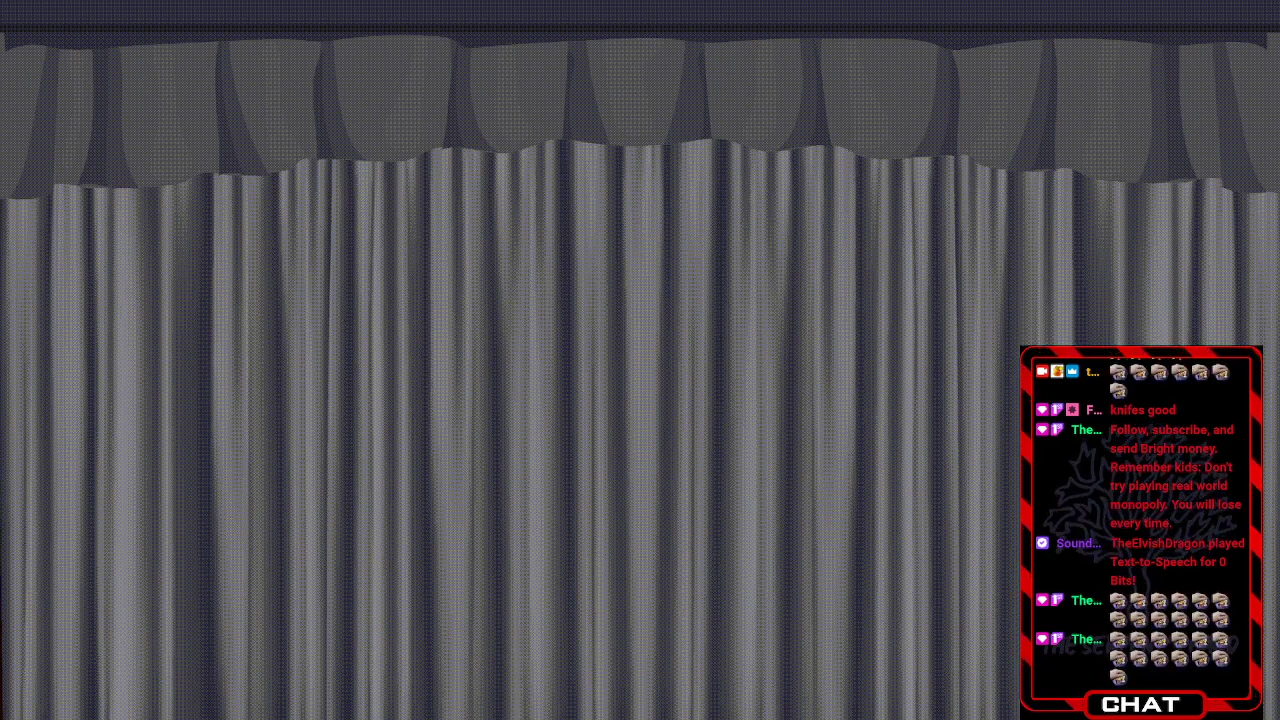 t...
F... knifes good
The... Follow, subscribe, and
send Bright money.
Remember kids: Don't
try playing real world
monopoly. You will lose
every time.
Sound... TheElvishDragon played
Text-to-Speech for 0
Bits!
The...
The...
CHAT